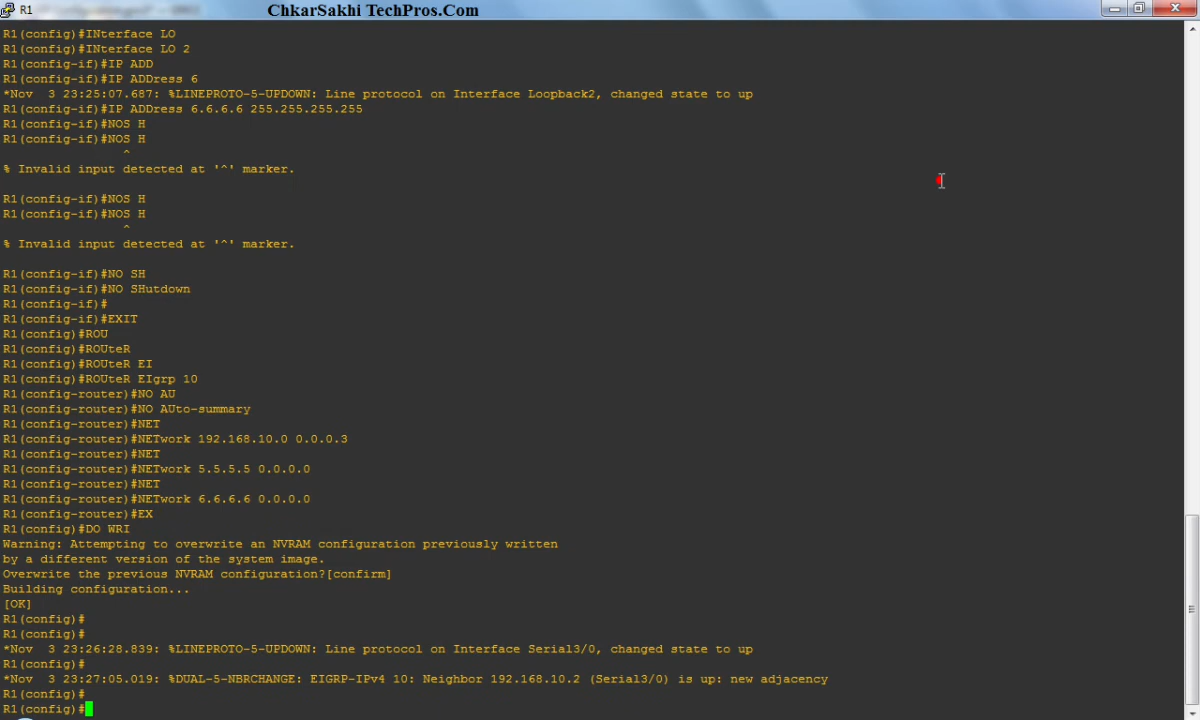 R1
ChkarSakhi TechPros.Com
R1(config)#INterface LO
R1(config)#INterface LO 2
R1(config-if)#IP ADD
R1(config-if)#IP ADDress 6
*Nov  3 23:25:07.687: %LINEPROTO-5-UPDOWN: Line protocol on Interface Loopback2, changed state to up
R1(config-if)#IP ADDress 6.6.6.6 255.255.255.255
R1(config-if)#NOS H
R1(config-if)#NOS H
^
% Invalid input detected at '^' marker.
R1(config-if)#NOS H
R1(config-if)#NOS H
^
% Invalid input detected at '^' marker.
R1(config-if)#NO SH
R1(config-if)#NO SHutdown
R1(config-if)#
R1(config-if)#EXIT
R1(config)#ROU
R1(config)#ROUteR
R1(config)#ROUteR EI
R1(config)#ROUteR EIgrp 10
R1(config-router)#NO AU
R1(config-router)#NO AUto-summary
R1(config-router)#NET
R1(config-router)#NETwork 192.168.10.0 0.0.0.3
R1(config-router)#NET
R1(config-router)#NETwork 5.5.5.5 0.0.0.0
R1(config-router)#NET
R1(config-router)#NETwork 6.6.6.6 0.0.0.0
R1(config-router)#EX
R1(config)#DO WRI
Warning: Attempting to overwrite an NVRAM configuration previously written
by a different version of the system image.
Overwrite the previous NVRAM configuration?[confirm]
Building configuration...
[OK]
R1(config)#
R1(config)#
*Nov  3 23:26:28.839: %LINEPROTO-5-UPDOWN: Line protocol on Interface Serial3/0, changed state to up
R1(config)#
*Nov  3 23:27:05.019: %DUAL-5-NBRCHANGE: EIGRP-IPv4 10: Neighbor 192.168.10.2 (Serial3/0) is up: new adjacency
R1(config)#
R1(config)#